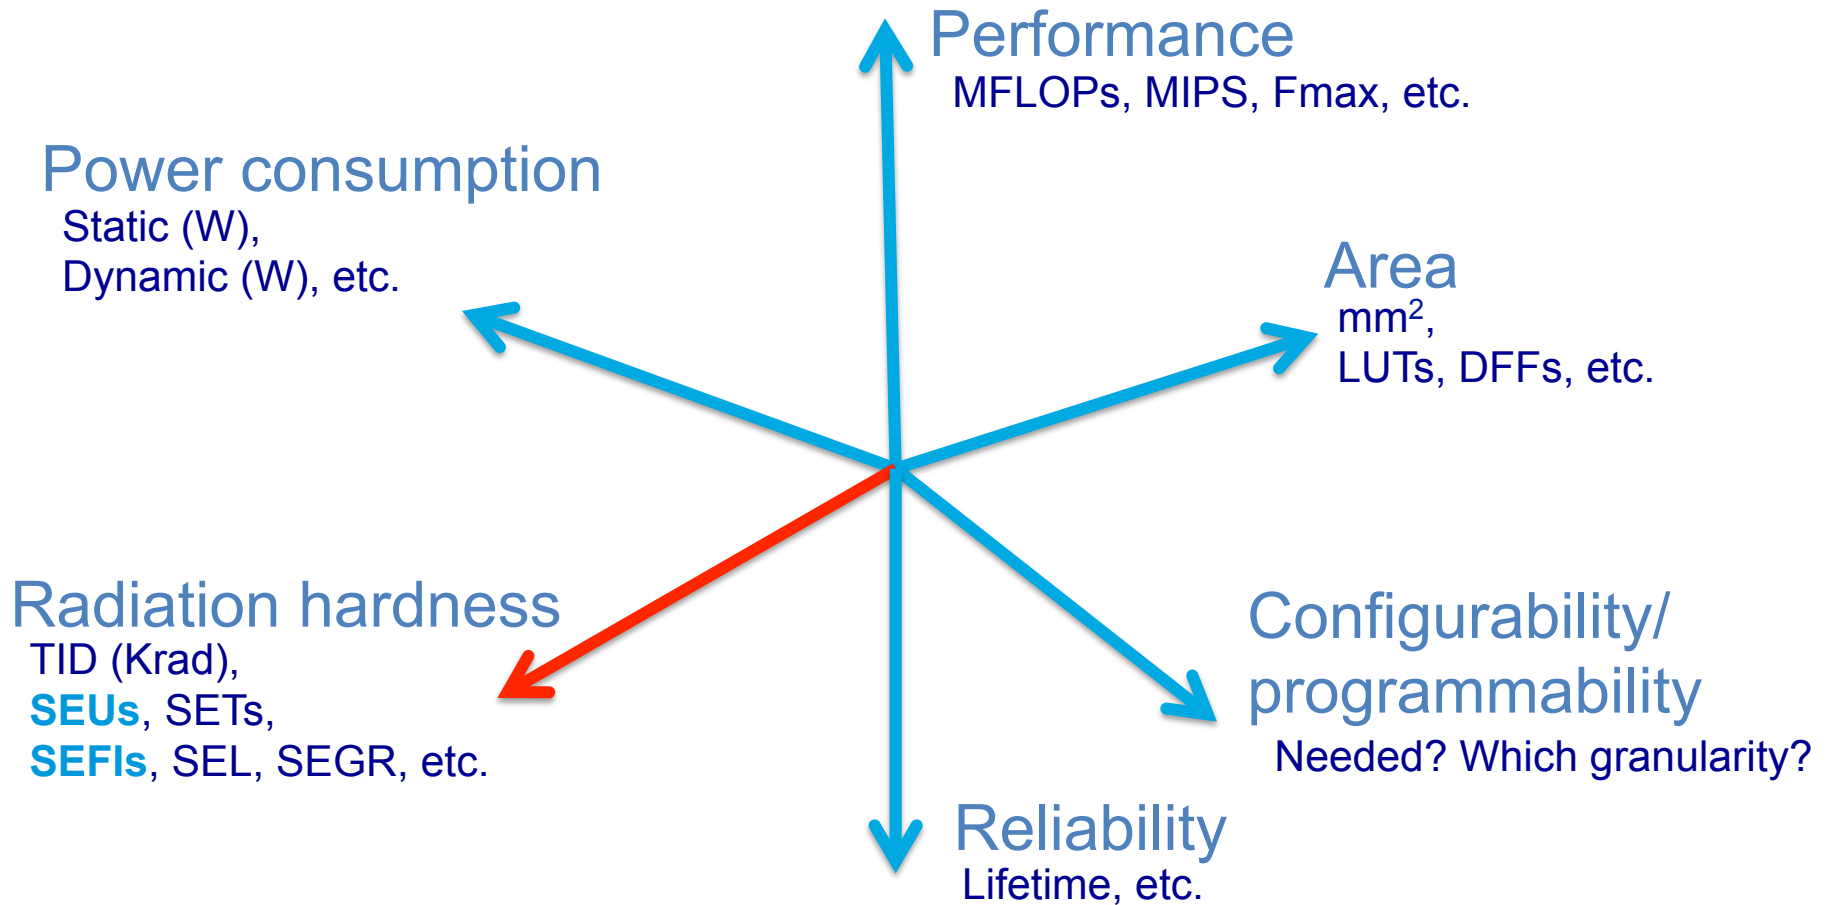 Performance
MFLOPs, MIPS, Fmax, etc.
Power consumption
Static (W),
Dynamic (W), etc.
Area
mm²,
LUTs, DFFs, etc.
Radiation hardness
TID (Krad),
SEUs, SETs,
SEFIs, SEL, SEGR, etc.
Configurability/
programmability
Needed? Which granularity?
Reliability
Lifetime, etc.